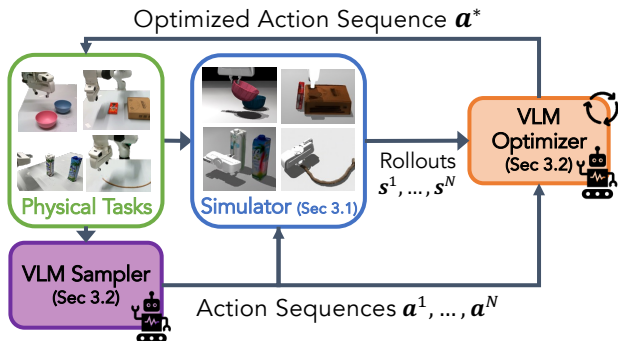 Optimized Action Sequence a*
Physical Tasks
Simulator (Sec 3.1)
Rollouts
s¹, ..., sᴺ
VLM
Optimizer
(Sec 3.2)
VLM Sampler
(Sec 3.2)
Action Sequences a¹, ..., aᴺ